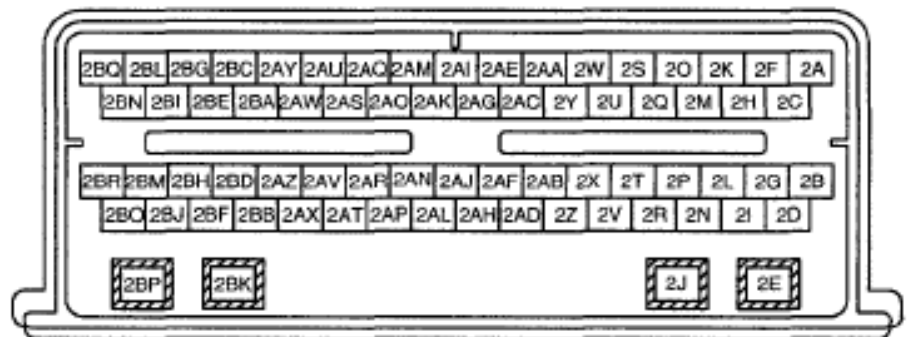 2BQ 2BL 2BG 2BC 2AY 2AU 2AQ 2AM 2AI 2AE 2AA 2W 2S 2O 2K 2F 2A
2BN 2BI 2BE 2BA 2AW 2AS 2AO 2AK 2AG 2AC 2Y 2U 2Q 2M 2H 2C
2BR 2BM 2BH 2BD 2AZ 2AV 2AR 2AN 2AJ 2AF 2AB 2X 2T 2P 2L 2G 2B
2BO 2BJ 2BF 2BB 2AX 2AT 2AP 2AL 2AH 2AD 2Z 2V 2R 2N 2I 2D
2BP 2BK 2J 2E